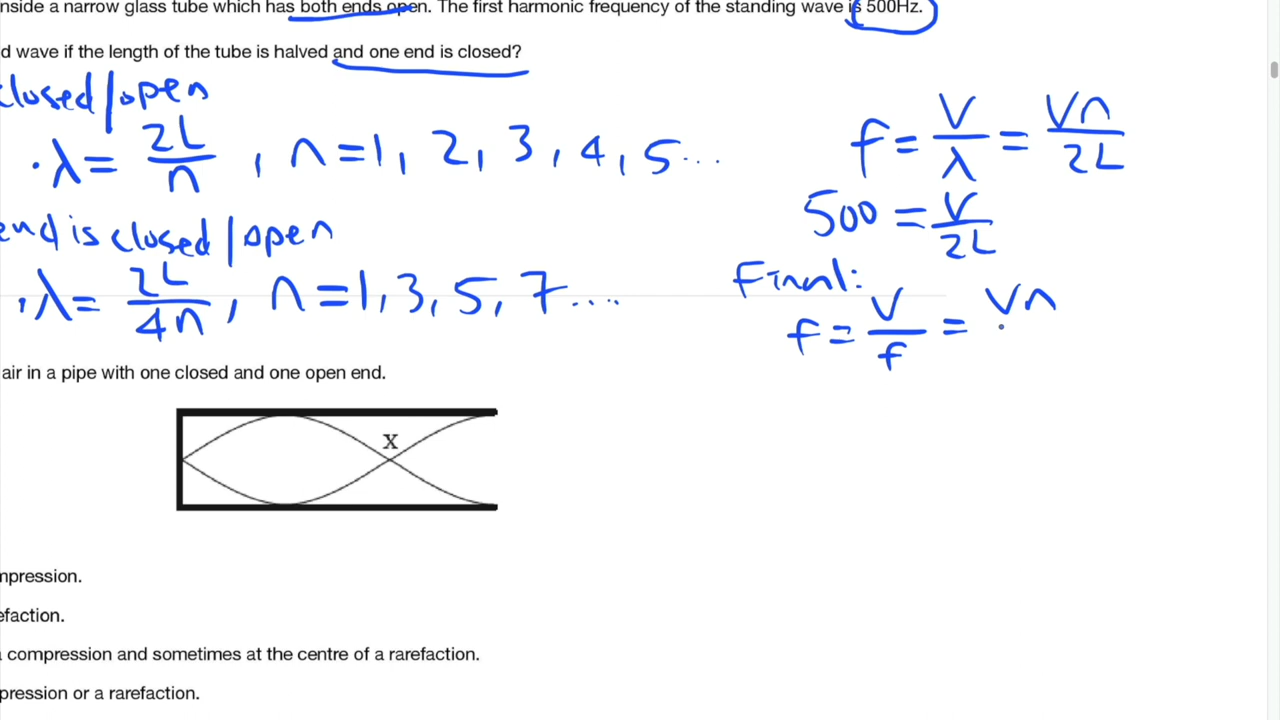 nside a narrow glass tube which has both ends open. The first harmonic frequency of the standing wave is 500Hz.
d wave if the length of the tube is halved and one end is closed?
closed/open
·λ= 2L/n , n=1, 2, 3, 4, 5...
f= V/λ = Vn/2L
500 = V/2L
end is closed/open
·λ= 2L/4n , n=1,3,5,7....
Final:
f= V/f = Vn
air in a pipe with one closed and one open end.
X
mpression.
efaction.
compression and sometimes at the centre of a rarefaction.
pression or a rarefaction.